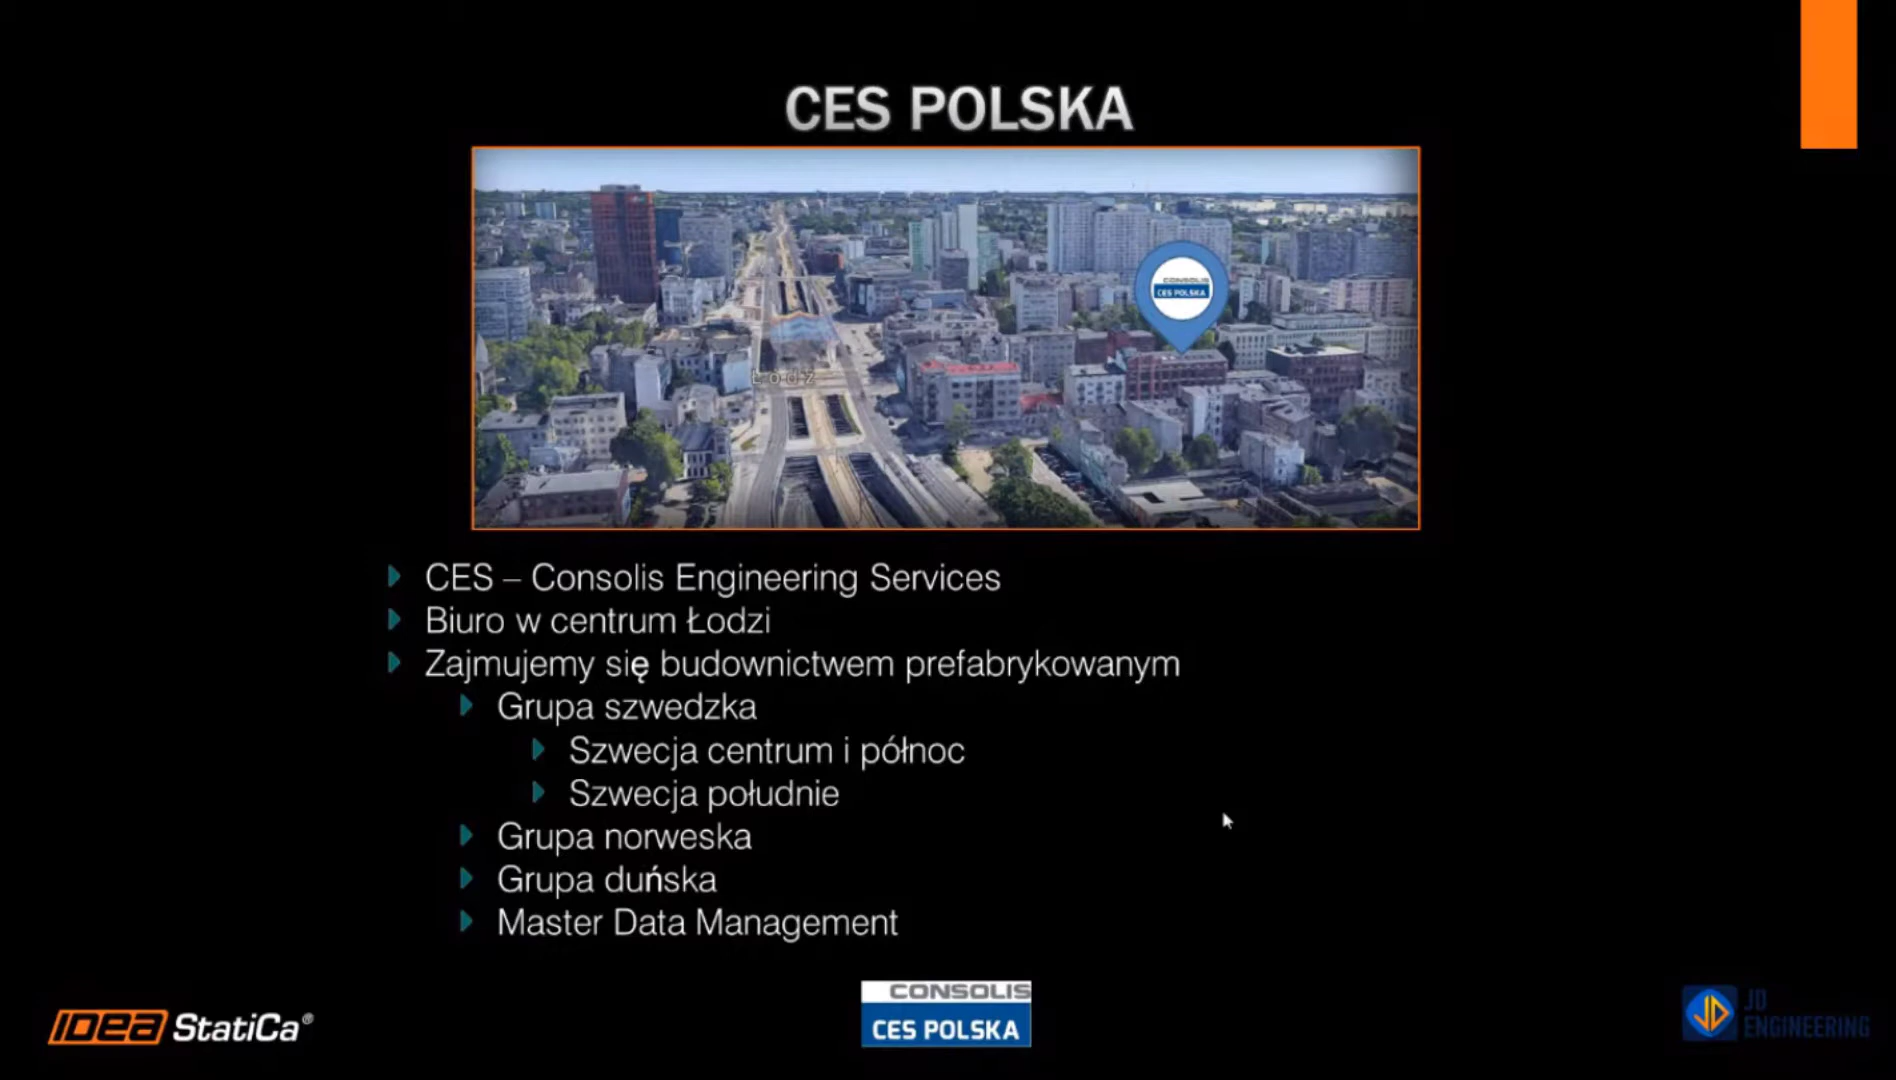 CES POLSKA
CONSOLIS
CES POLSKA
Łódź
CES – Consolis Engineering Services
Biuro w centrum Łodzi
Zajmujemy się budownictwem prefabrykowanym
Grupa szwedzka
Szwecja centrum i północ
Szwecja południe
Grupa norweska
Grupa duńska
Master Data Management
IDEA StatiCa®
CONSOLIS
CES POLSKA
JD
ENGINEERING